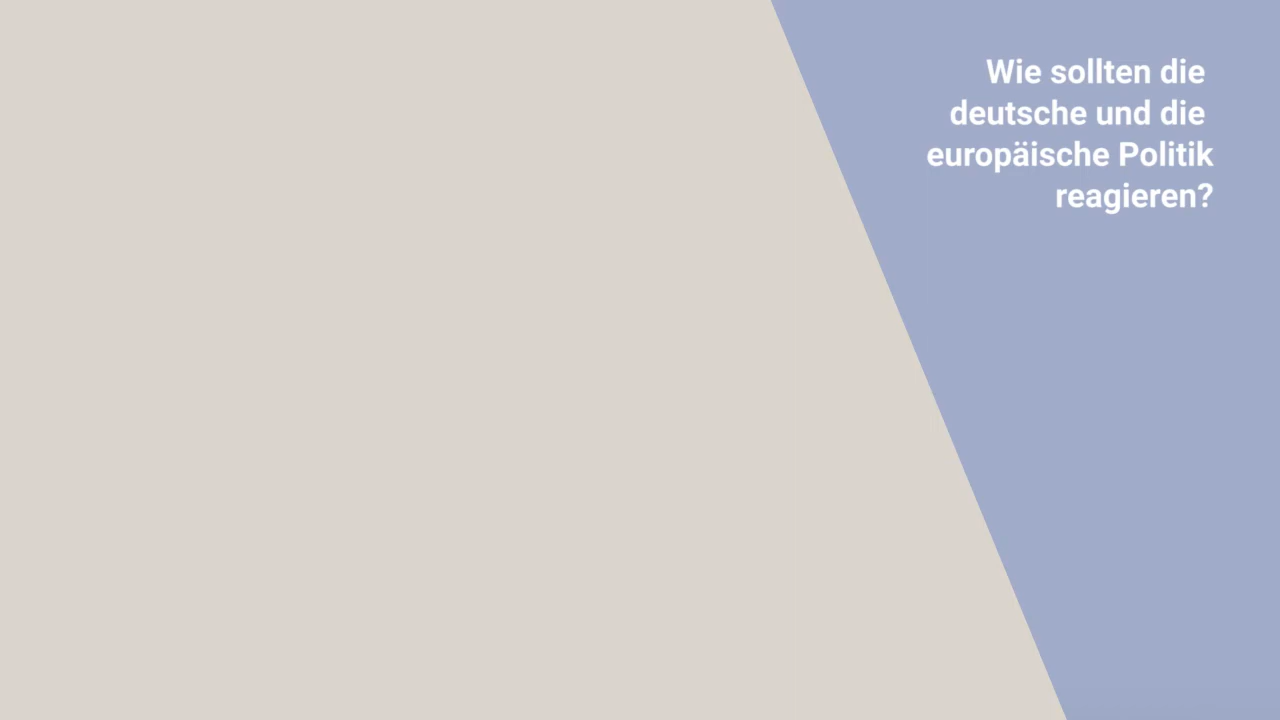 Wie sollten die
deutsche und die
europäische Politik
reagieren?